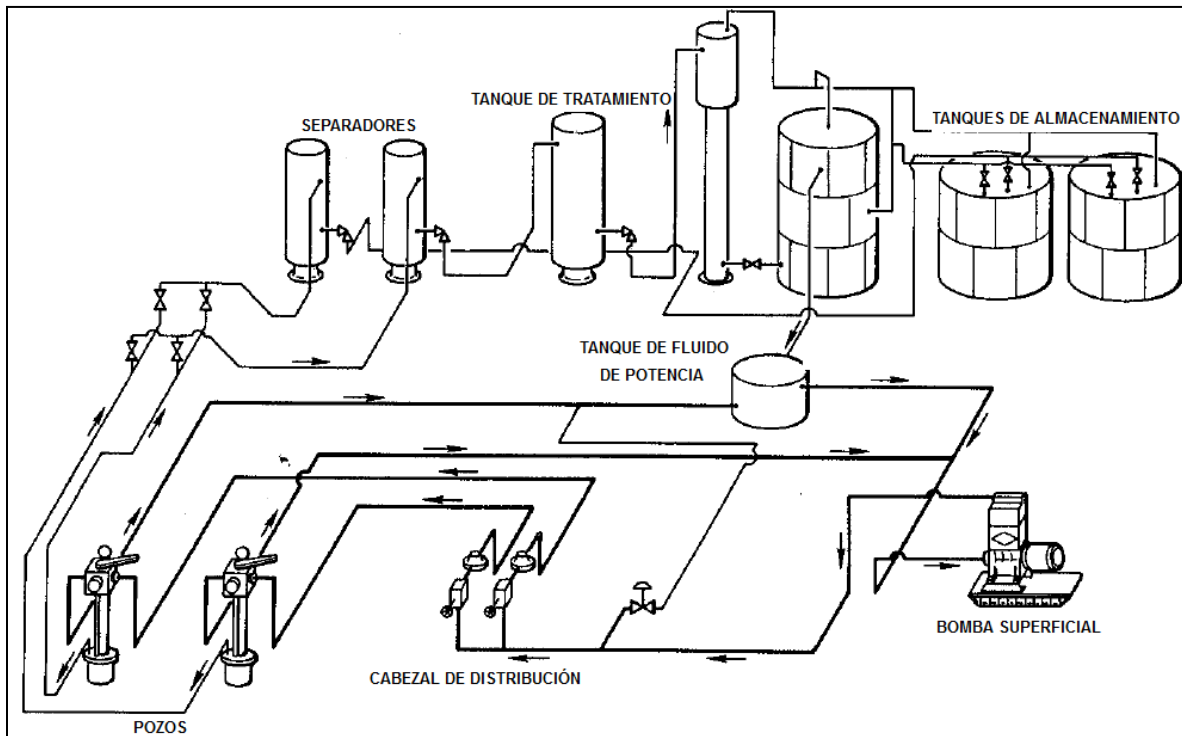 TANQUE DE TRATAMIENTO
SEPARADORES
TANQUES DE ALMACENAMIENTO
TANQUE DE FLUIDO
DE POTENCIA
BOMBA SUPERFICIAL
CABEZAL DE DISTRIBUCIÓN
POZOS